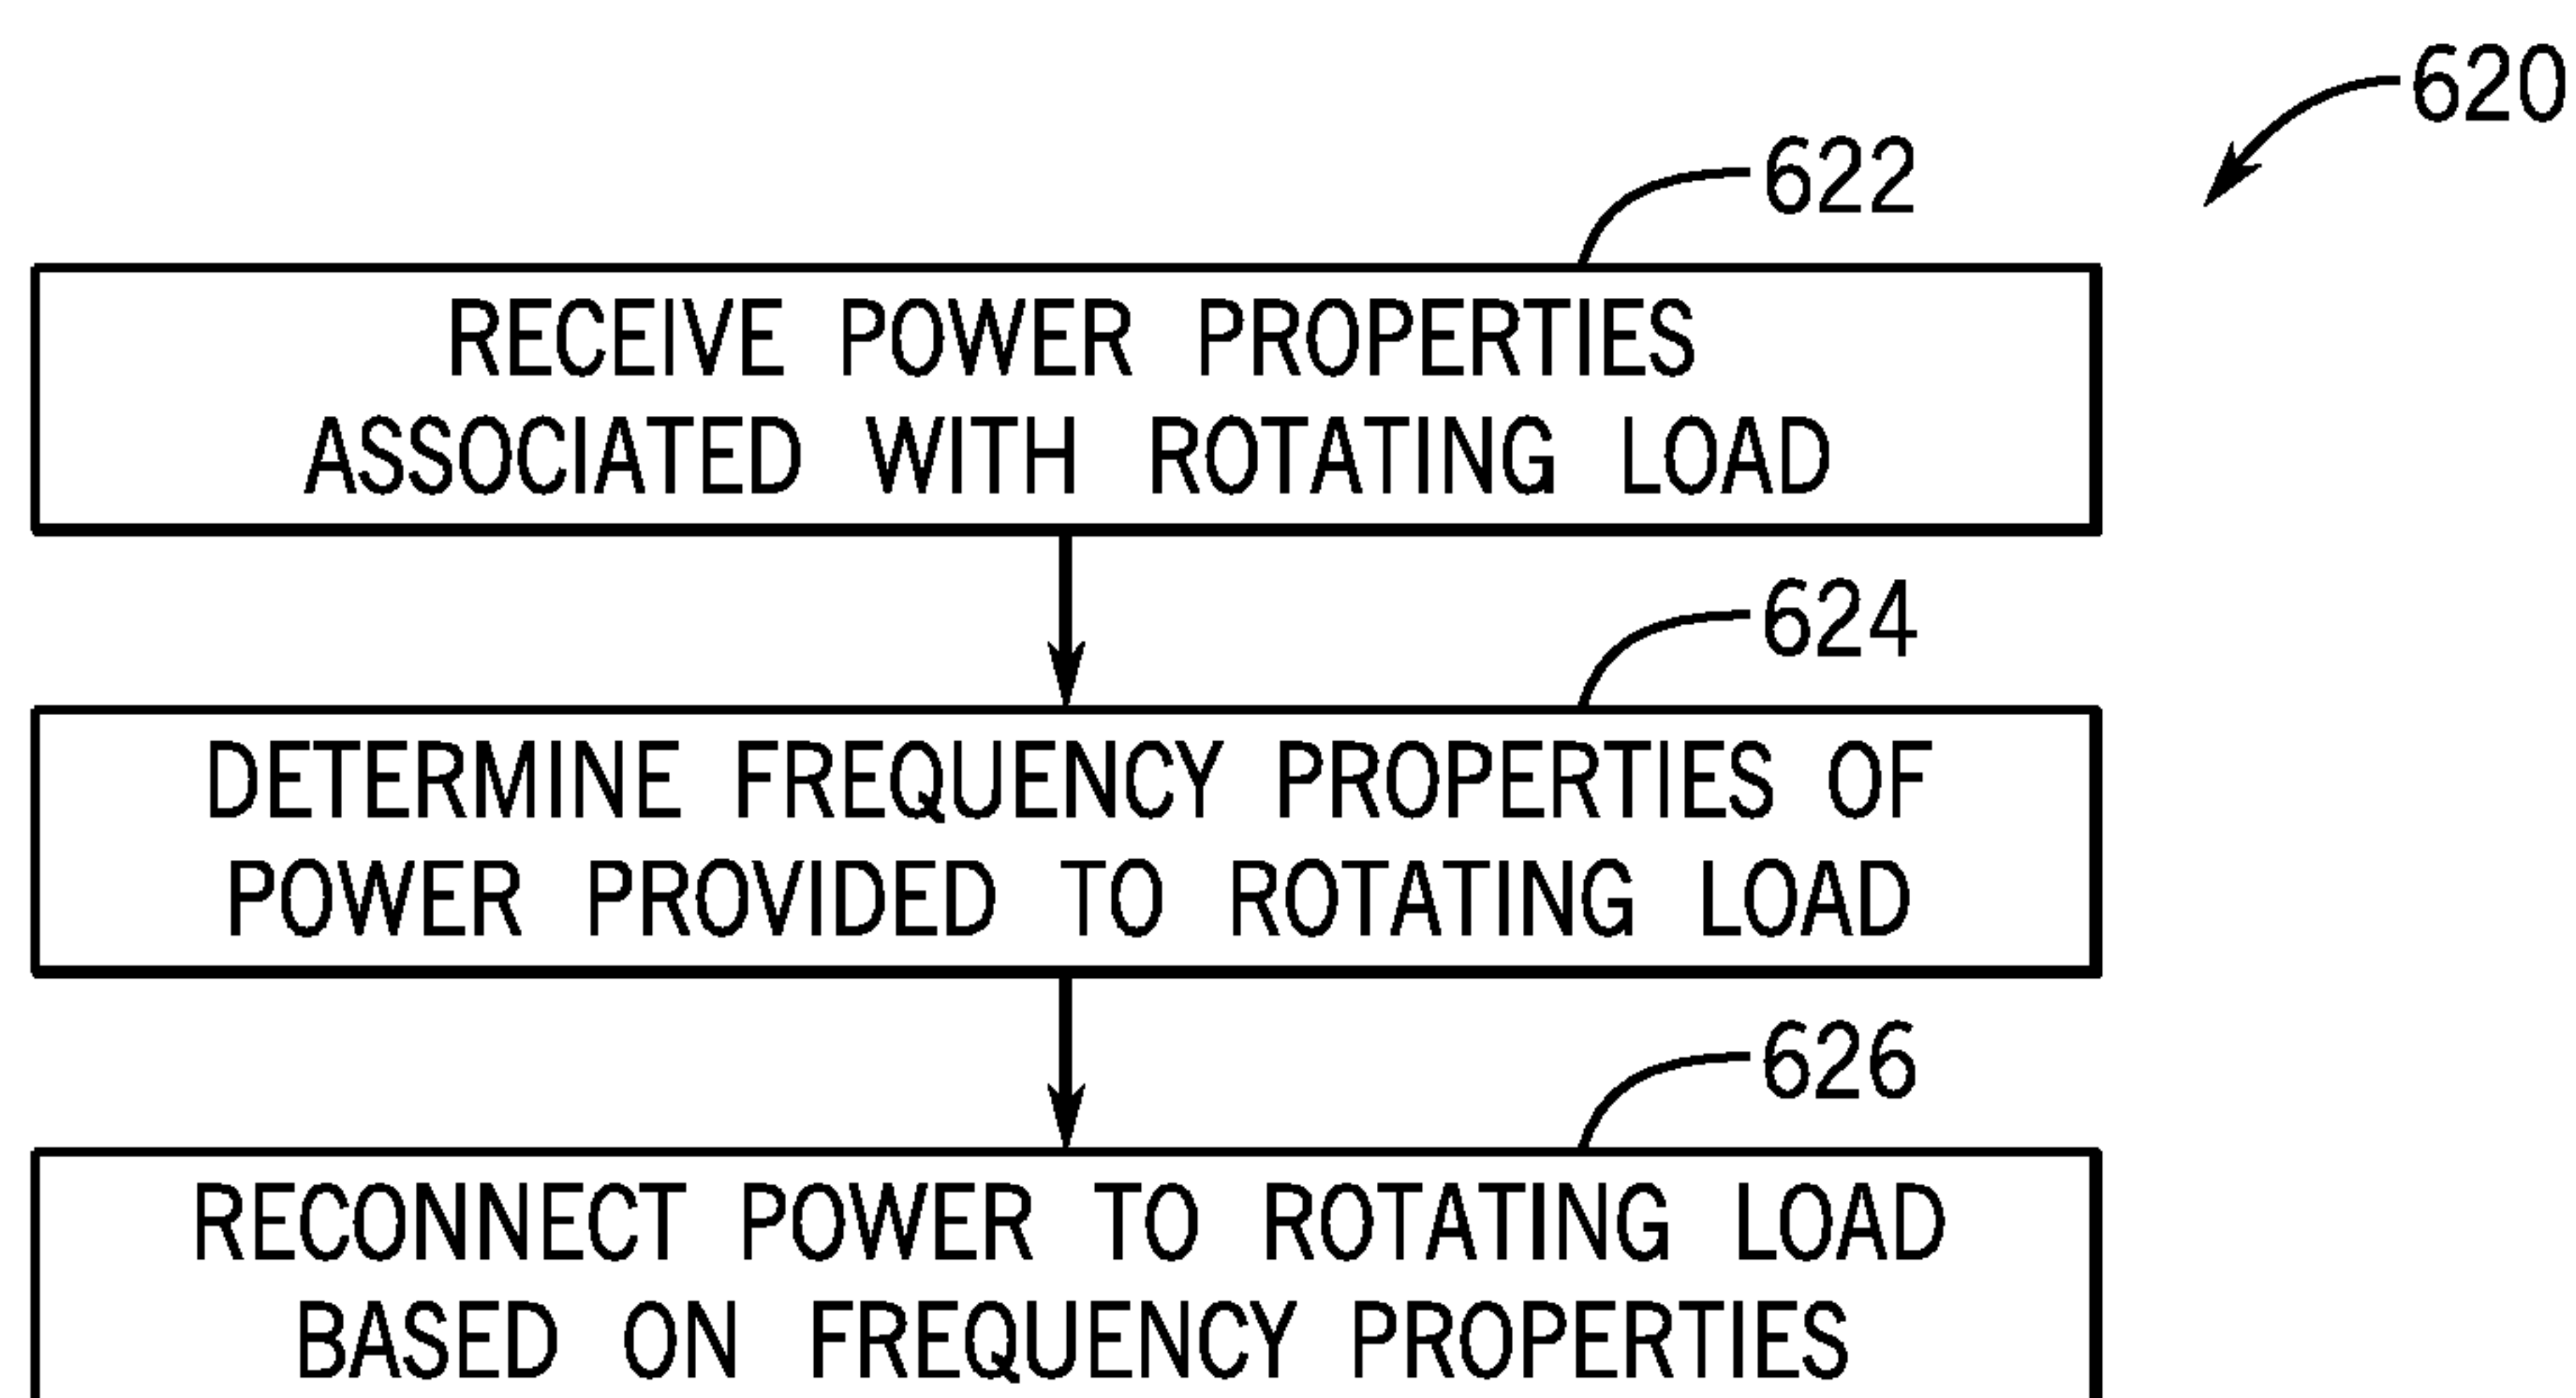 620
622
RECEIVE POWER PROPERTIES
ASSOCIATED WITH ROTATING LOAD
624
DETERMINE FREQUENCY PROPERTIES OF
POWER PROVIDED TO ROTATING LOAD
626
RECONNECT POWER TO ROTATING LOAD
BASED ON FREQUENCY PROPERTIES